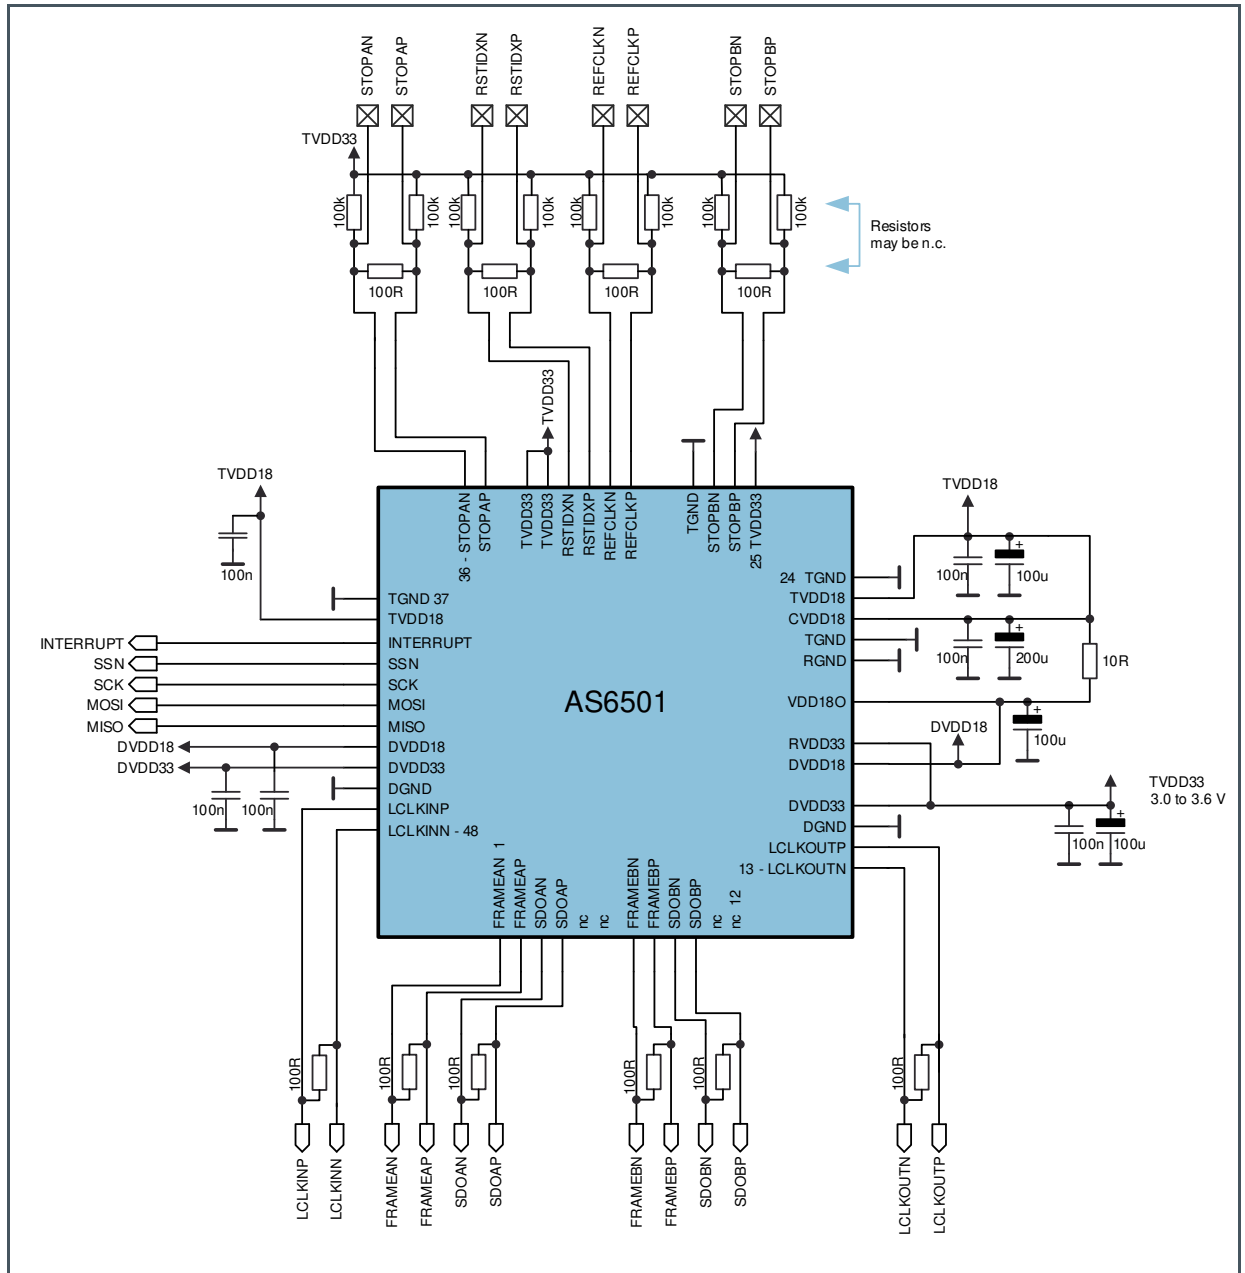 STOPAN
STOPAP
RSTIDXN
RSTIDXP
REFCLKN
REFCLKP
STOPBN
STOPBP
TVDD33
100k
100k
100k
100k
100k
100k
100k
100k
Resistors
may be n.c.
100R
100R
100R
100R
TVDD33
TVDD18
100n
36 - STOPAN
STOPAP
TVDD33
TVDD33
RSTIDXN
RSTIDXP
REFCLKN
REFCLKP
TGND
STOPBN
STOPBP
25 TVDD33
TVDD18
100n
100u
24 TGND
TVDD18
CVDD18
TGND
RGND
VDD18O
RVDD33
DVDD18
DVDD33
DGND
LCLKOUTP
13 - LCLKOUTN
100n
200u
10R
DVDD18
100u
TVDD33
3.0 to 3.6 V
100n
100u
TGND 37
TVDD18
INTERRUPT
SSN
SCK
MOSI
MISO
DVDD18
DVDD33
DGND
LCLKINP
LCLKINN - 48
INTERRUPT
SSN
SCK
MOSI
MISO
DVDD18
DVDD33
100n
100n
AS6501
FRAMEAN 1
FRAMEAP
SDOAN
SDOAP
nc
nc
FRAMEBN
FRAMEBP
SDOBN
SDOBP
nc
nc 12
100R
100R
100R
100R
100R
100R
LCLKINP
LCLKINN
FRAMEAN
FRAMEAP
SDOAN
SDOAP
FRAMEBN
FRAMEBP
SDOBN
SDOBP
LCLKOUTN
LCLKOUTP